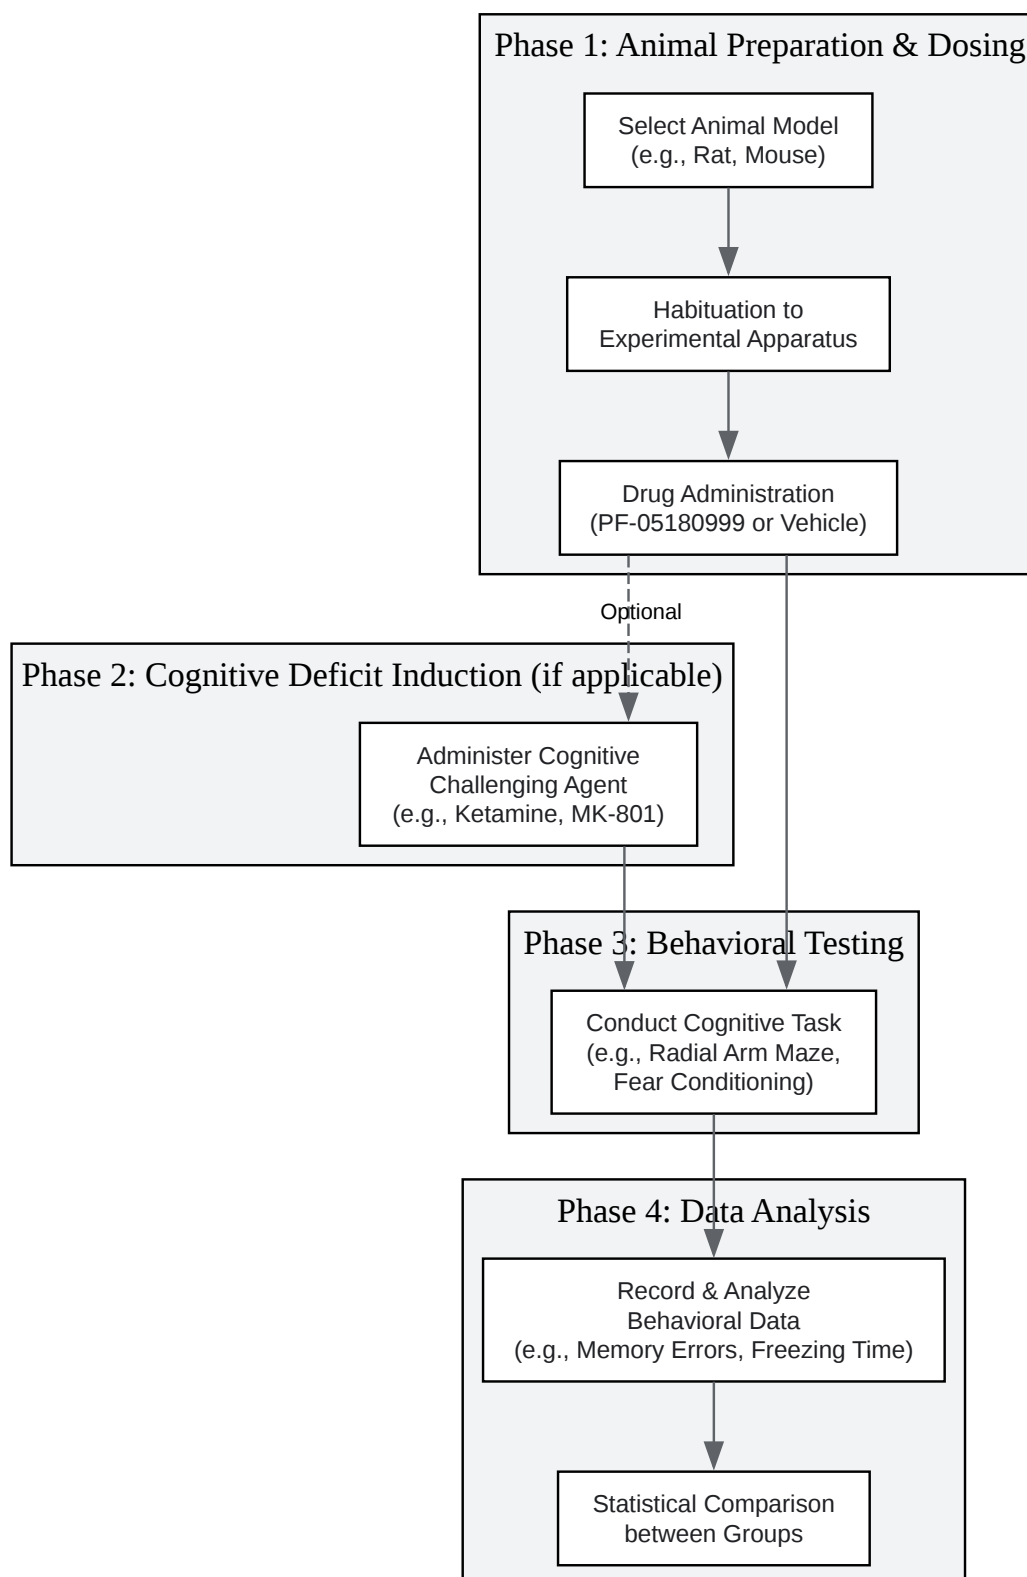 Phase 1: Animal Preparation & Dosing
Select Animal Model
(e.g., Rat, Mouse)
Habituation to
Experimental Apparatus
Drug Administration
(PF-05180999 or Vehicle)
Optional
Phase 2: Cognitive Deficit Induction (if applicable)
Administer Cognitive
Challenging Agent
(e.g., Ketamine, MK-801)
Phase 3: Behavioral Testing
Conduct Cognitive Task
(e.g., Radial Arm Maze,
Fear Conditioning)
Phase 4: Data Analysis
Record & Analyze
Behavioral Data
(e.g., Memory Errors, Freezing Time)
Statistical Comparison
between Groups